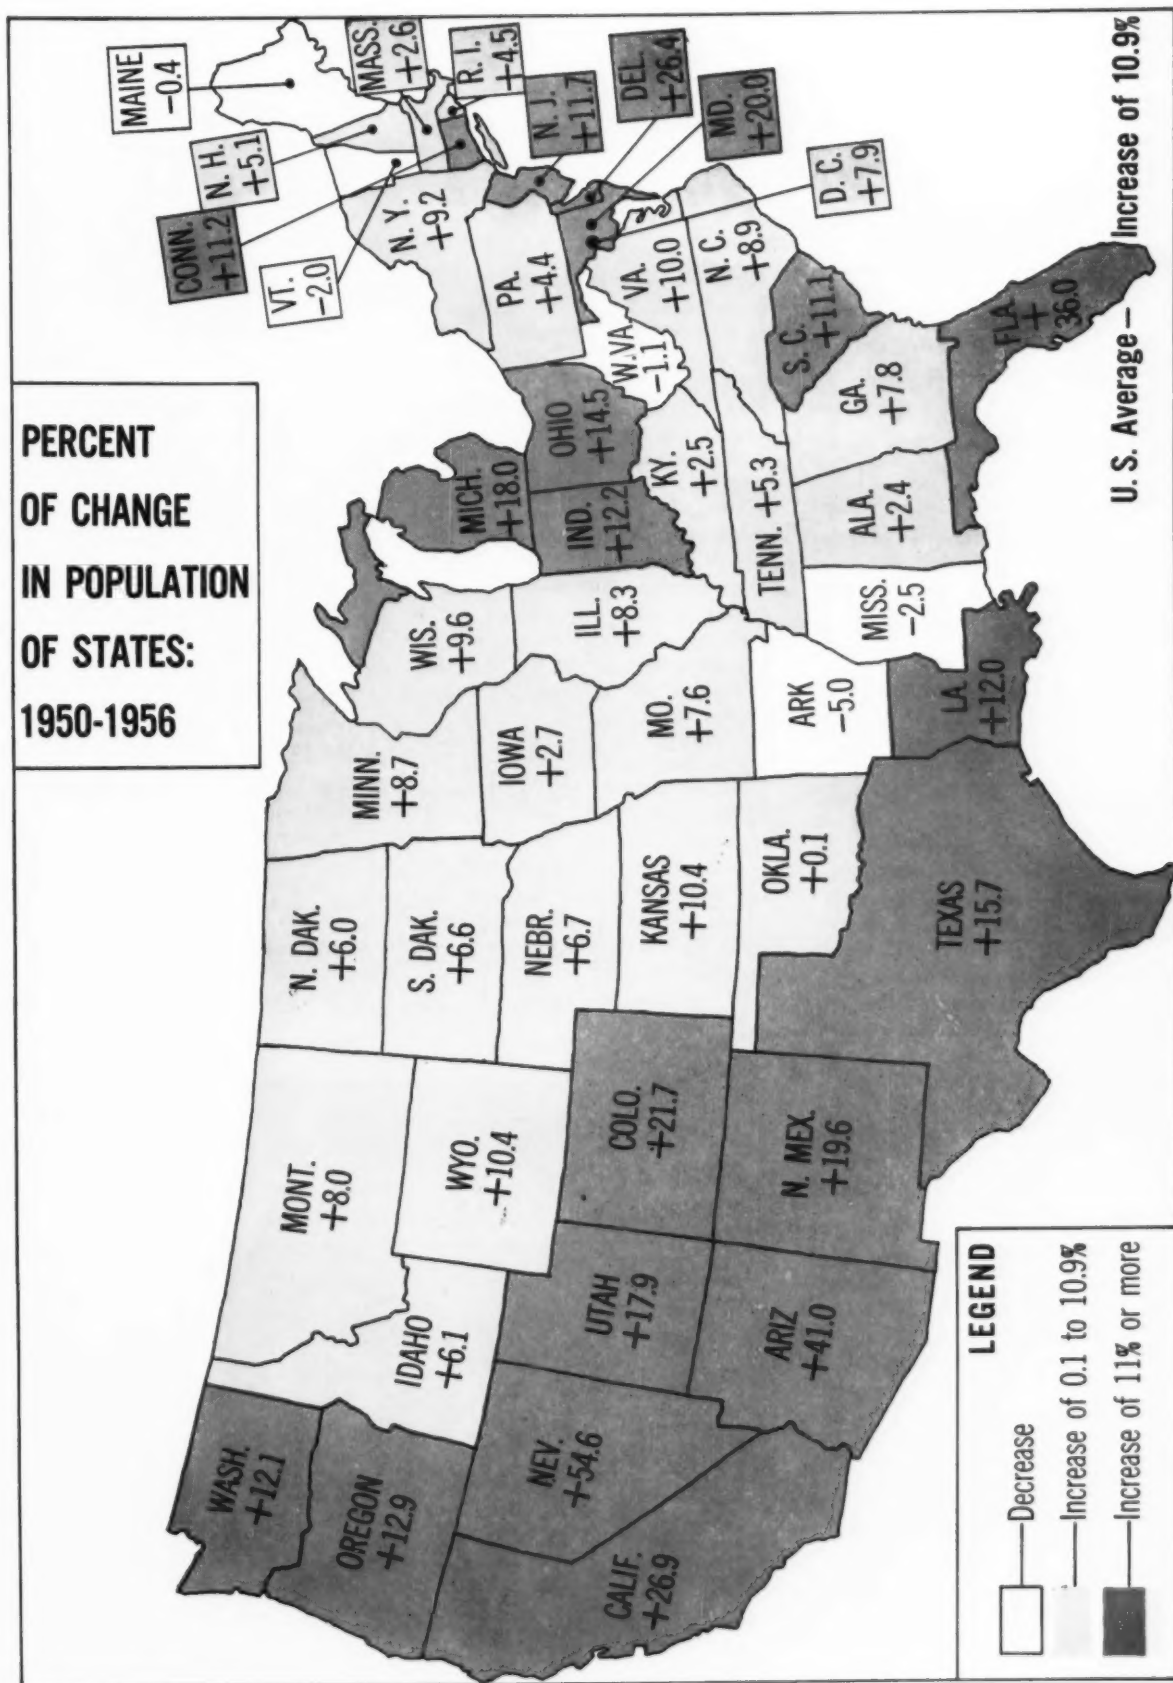 PERCENT
OF CHANGE
IN POPULATION
OF STATES:
1950-1956
WASH.
+12.1
OREGON
+12.9
CALIF.
+26.9
NEV.
+54.6
IDAHO
+6.1
MONT.
+8.0
WYO.
+10.4
UTAH
+17.9
ARIZ
+41.0
COLO.
+21.7
N. MEX.
+19.6
N. DAK.
+6.0
S. DAK.
+6.6
NEBR.
+6.7
KANSAS
+10.4
OKLA.
+0.1
TEXAS
+15.7
MINN.
+8.7
IOWA
+2.7
MO.
+7.6
ARK
-5.0
LA.
+12.0
WIS.
+9.6
ILL.
+8.3
MISS.
-2.5
MICH.
+18.0
IND.
+12.2
OHIO
+14.5
KY.
+2.5
TENN. +5.3
ALA.
+2.4
GA.
+7.8
FLA.
+
36.0
S. C.
+11.1
N. C.
+8.9
VA.
+10.0
W.VA.
-1.1
PA.
+4.4
N. Y.
+9.2
VT.
-2.0
CONN.
+11.2
N. H.
+5.1
MAINE
-0.4
MASS.
+2.6
R. I.
+4.5
N. J.
+11.7
DEL.
+26.4
MD.
+20.0
D. C.
+7.9
LEGEND
Decrease
Increase of 0.1 to 10.9%
Increase of 11% or more
U.S. Average— Increase of 10.9%